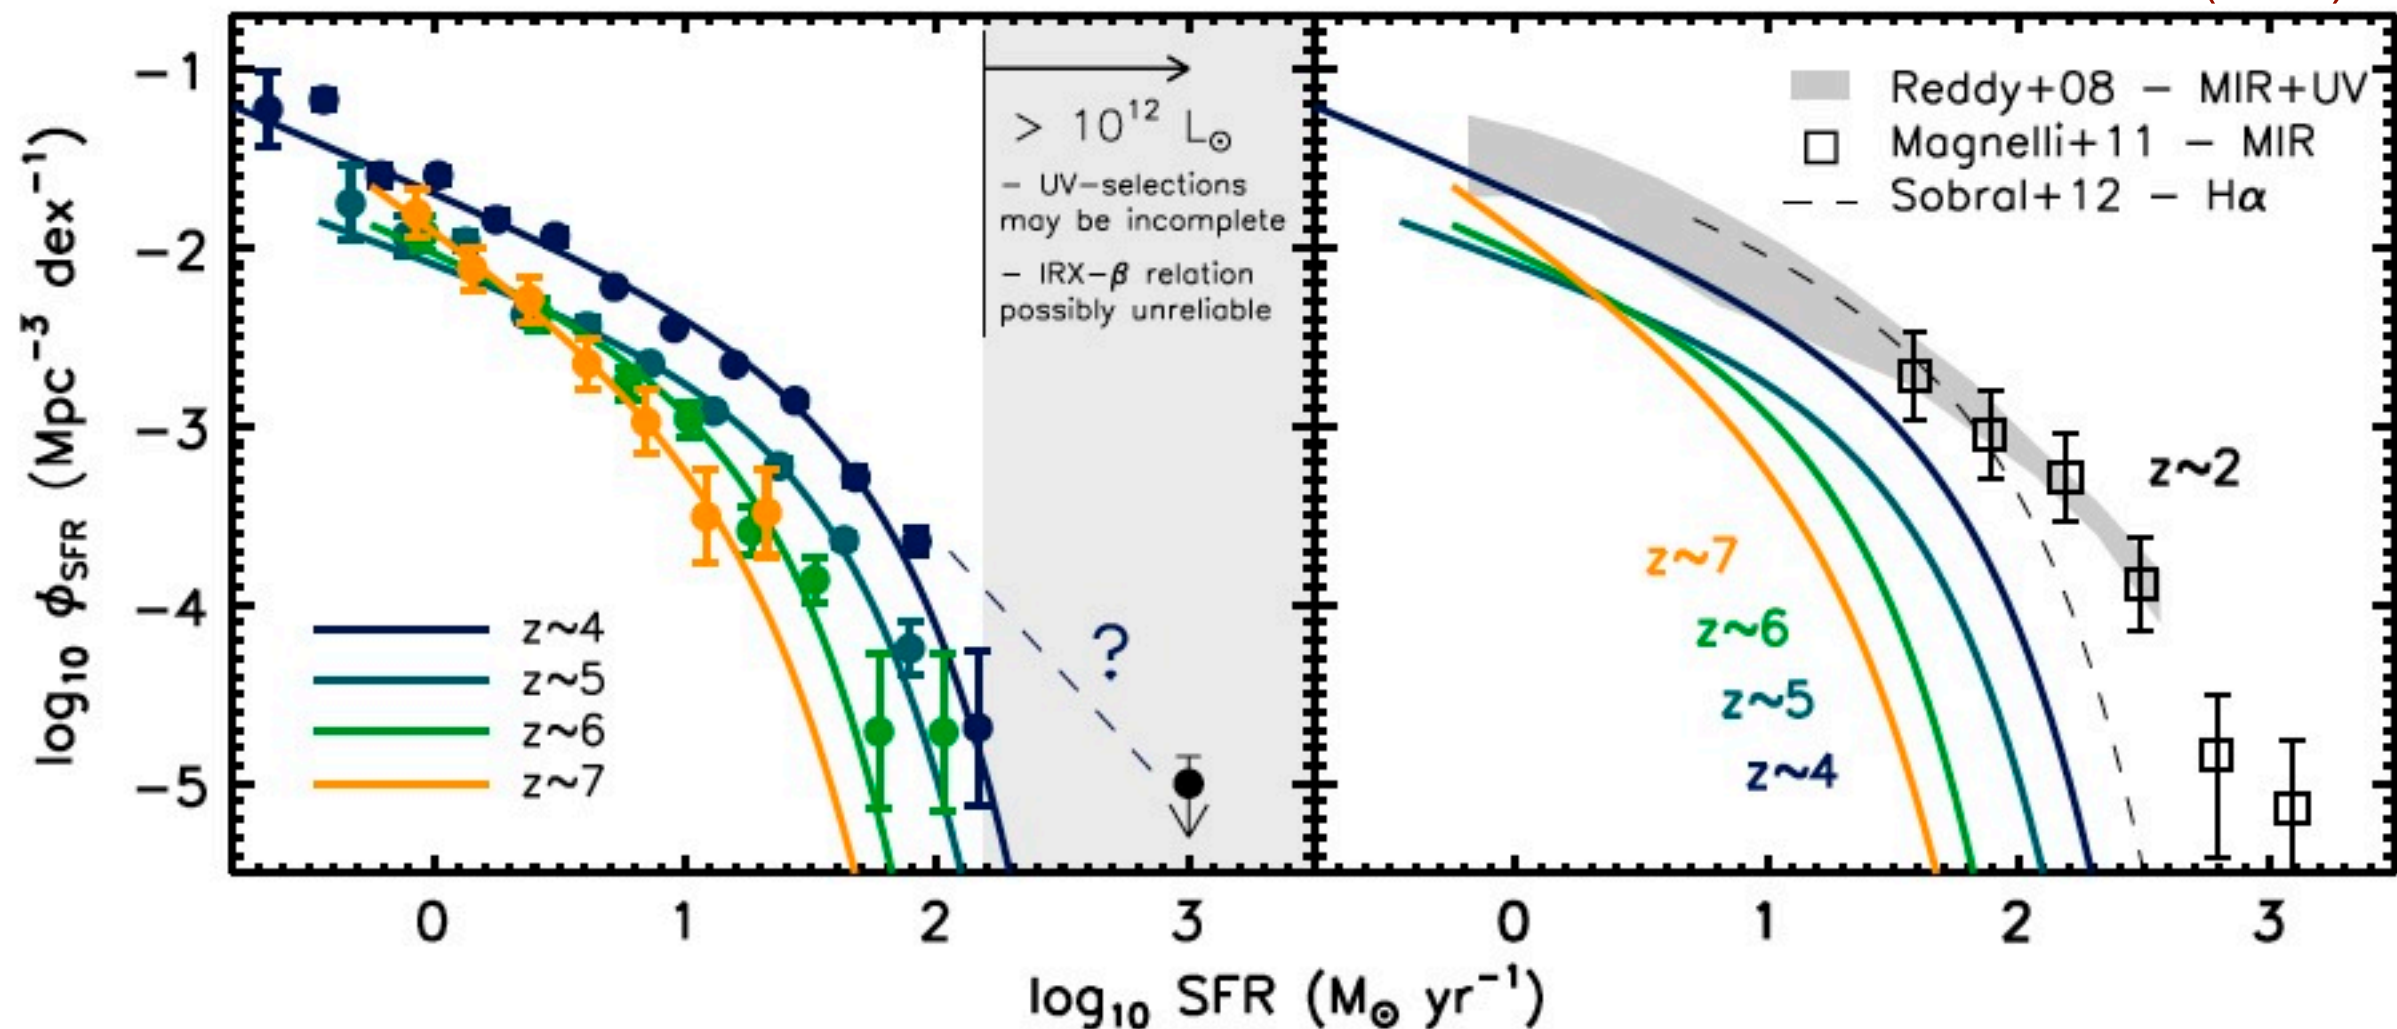 −1
−2
−3
−4
−5
log₁₀ ϕSFR (Mpc⁻³ dex⁻¹)
> 10¹² L⊙
− UV−selections
may be incomplete
− IRX−β relation
possibly unreliable
?
z~4
z~5
z~6
z~7
0 1 2 3
Reddy+08 − MIR+UV
Magnelli+11 − MIR
Sobral+12 − Hα
z~2
z~7
z~6
z~5
z~4
0 1 2 3
log₁₀ SFR (M⊙ yr⁻¹)